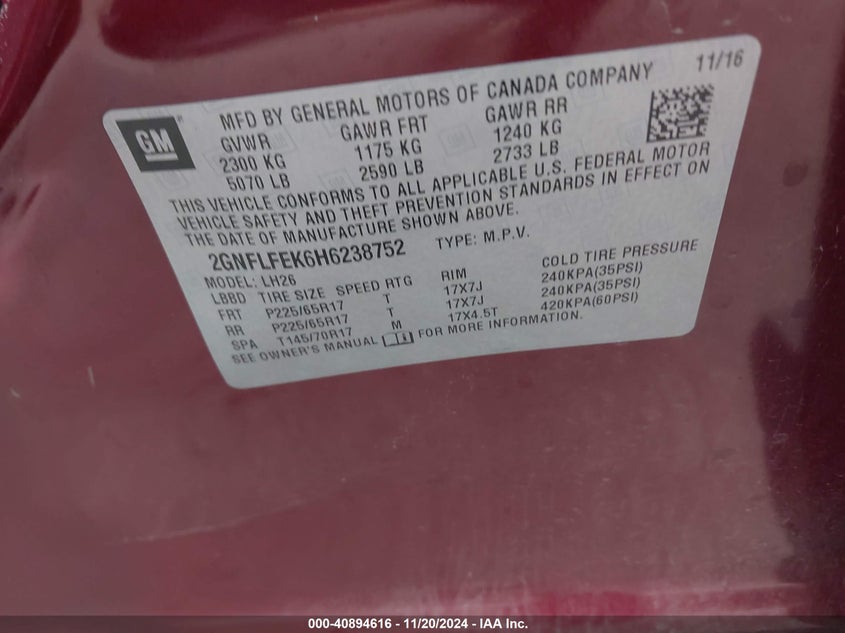 11/16
MFD BY GENERAL MOTORS OF CANADA COMPANY
GM
GVWR GAWR FRT GAWR RR
2300 KG 1175 KG 1240 KG
5070 LB 2590 LB 2733 LB
THIS VEHICLE CONFORMS TO ALL APPLICABLE U.S. FEDERAL MOTOR
VEHICLE SAFETY AND THEFT PREVENTION STANDARDS IN EFFECT ON
THE DATE OF MANUFACTURE SHOWN ABOVE.
2GNFLFEK6H6238752 TYPE: M.P.V.
MODEL: LH26
LBBD TIRE SIZE SPEED RTG RIM COLD TIRE PRESSURE
FRT P225/65R17 T 17X7J 240KPA(35PSI)
RR P225/65R17 T 17X7J 240KPA(35PSI)
SPA T145/70R17 M 17X4.5T 420KPA(60PSI)
SEE OWNER'S MANUAL FOR MORE INFORMATION.
000-40894616 - 11/20/2024 - IAA Inc.